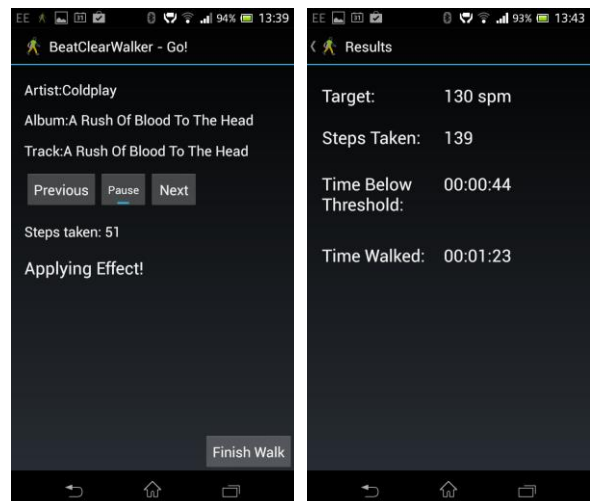 EE 31 94% 13:39
BeatClearWalker - Go!
Artist:Coldplay
Album:A Rush Of Blood To The Head
Track:A Rush Of Blood To The Head
Previous Pause Next
Steps taken: 51
Applying Effect!
Finish Walk
EE 31 93% 13:43
Results
Target: 130 spm
Steps Taken: 139
Time Below 00:00:44
Threshold:
Time Walked: 00:01:23